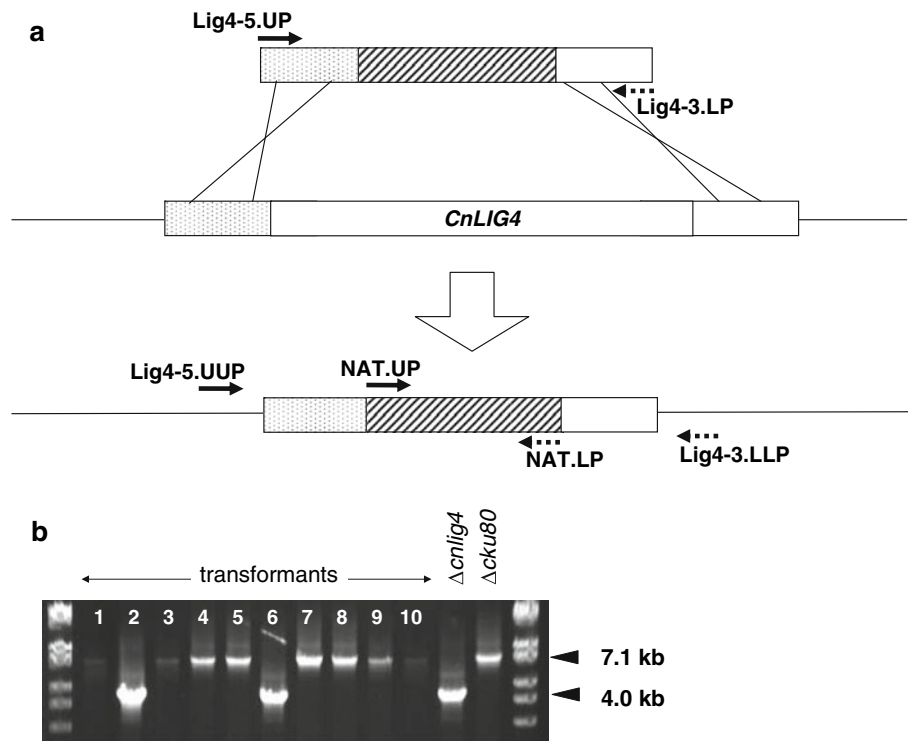 a
Lig4-5.UP
Lig4-3.LP
CnLIG4
Lig4-5.UUP
NAT.UP
NAT.LP
Lig4-3.LLP
b
transformants
Δcnlig4
Δcku80
1 2 3 4 5 6 7 8 9 10
7.1 kb
4.0 kb